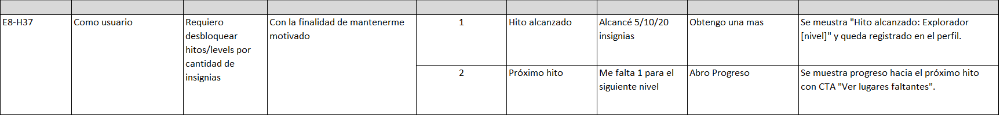 E8-H37
Como usuario
Requiero
desbloquear
hitos/levels por
cantidad de
insignias
Con la finalidad de mantenerme
motivado
1
Hito alcanzado
Alcancé 5/10/20
insignias
Obtengo una mas
Se meustra "Hito alcanzado: Explorador
[nivel]" y queda registrado en el perfil.
2
Próximo hito
Me falta 1 para el
siguiente nivel
Abro Progreso
Se muestra progreso hacia el próximo hito
con CTA "Ver lugares faltantes".